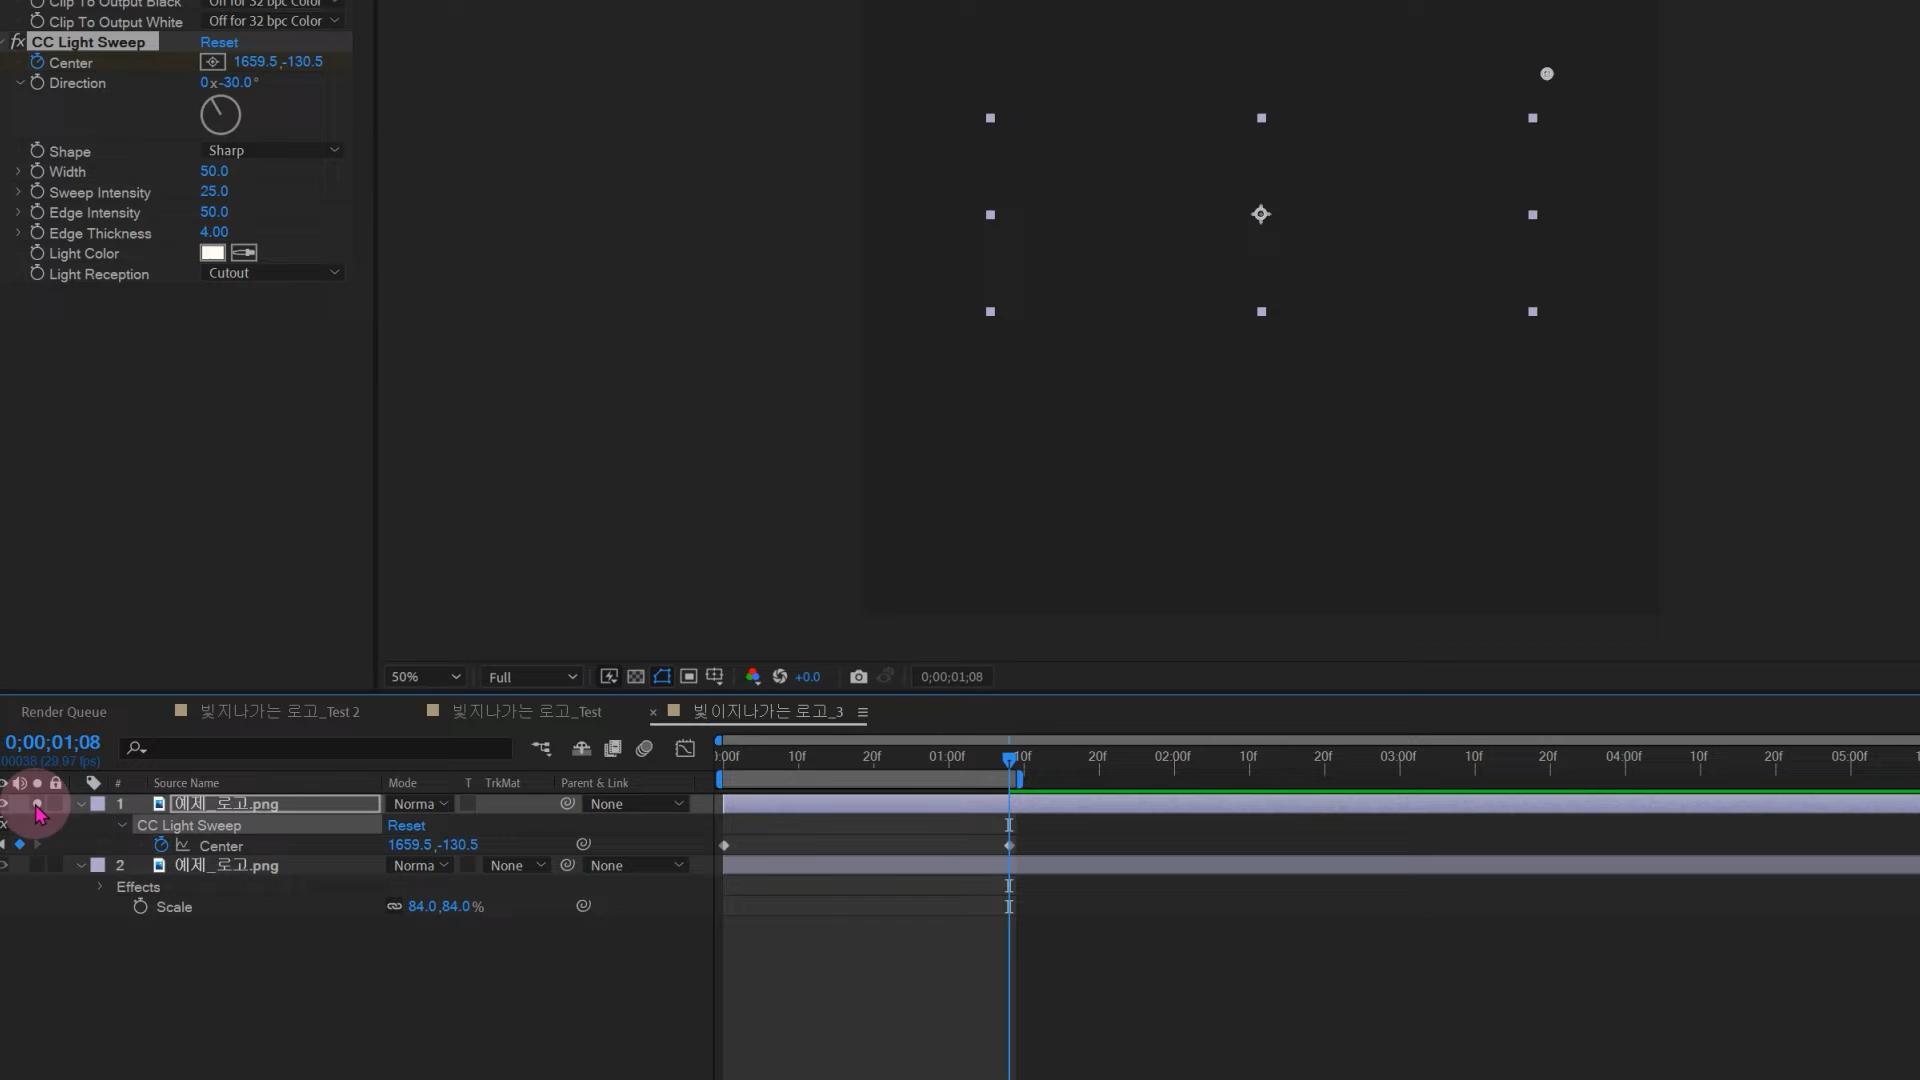 Clip To Output Black Off for 32 bpc Color
Clip To Output White Off for 32 bpc Color
fx CC Light Sweep Reset
Center 1659.5,-130.5
Direction 0x-30.0°
Shape Sharp
Width 50.0
Sweep Intensity 25.0
Edge Intensity 50.0
Edge Thickness 4.00
Light Color
Light Reception Cutout
50% Full +0.0 0;00;01;08
Render Queue 빛지나가는 로고_Test 2 빛지나가는 로고_Test × 빛이지나가는 로고_3
0;00;01;08
00038 (29.97 fps)
:00f 10f 20f 01:00f 10f 20f 02:00f 10f 20f 03:00f 10f 20f 04:00f 10f 20f 05:00f
# Source Name Mode T TrkMat Parent & Link
1 예제_로고.png Norma None
CC Light Sweep Reset
Center 1659.5,-130.5
2 예제_로고.png Norma None None
Effects
Scale 84.0,84.0%